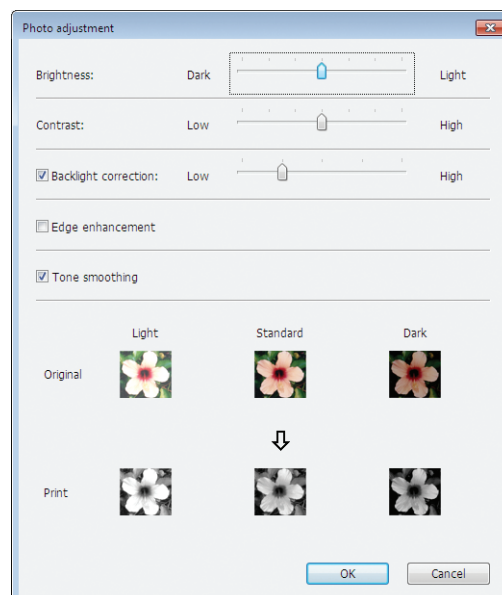 Photo adjustment
Brightness: Dark Light
Contrast: Low High
Backlight correction: Low High
Edge enhancement
Tone smoothing
Light Standard Dark
Original
Print
OK Cancel